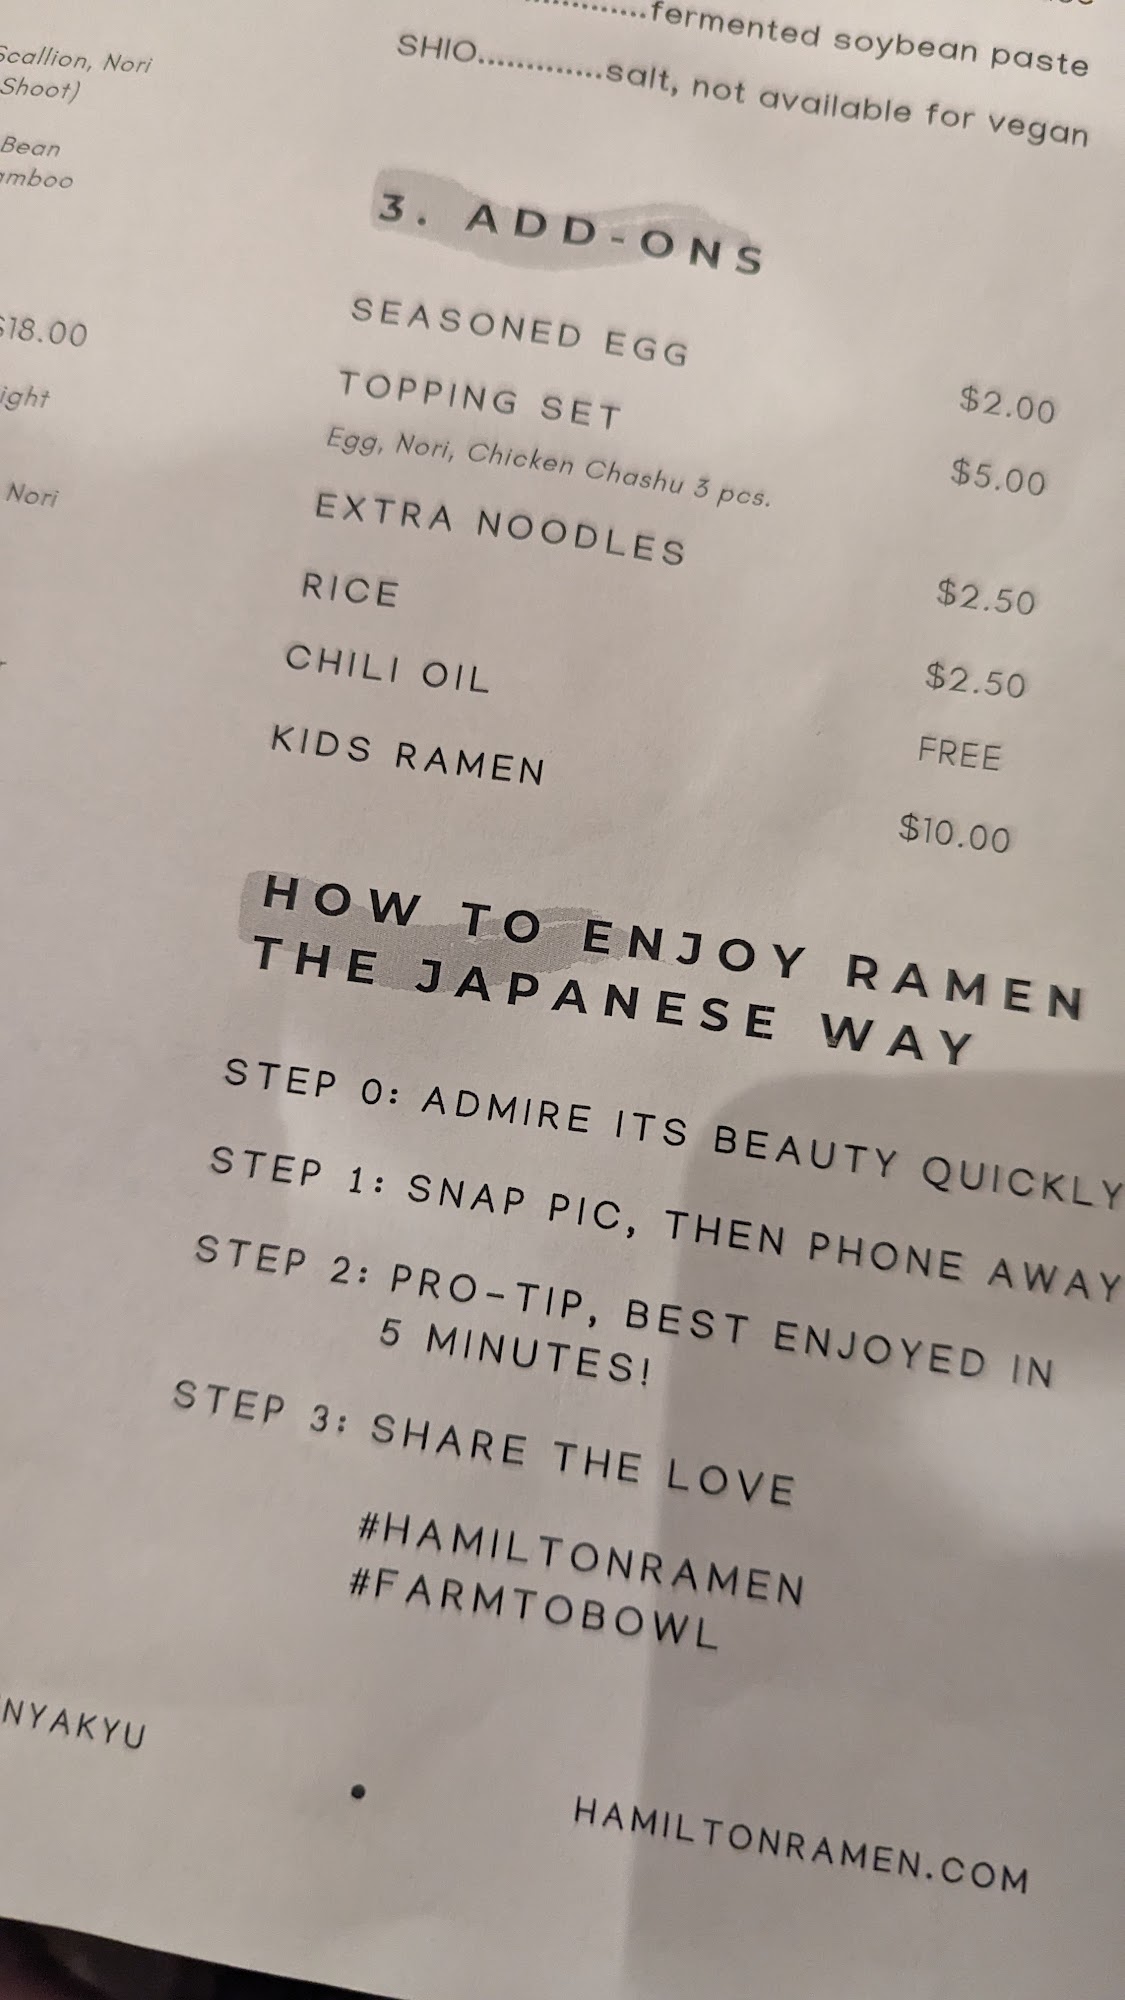 Scallion, Nori
Shoot)
Bean
$18.00
Nori
fermented soybean paste
SHIO.............salt, not available for vegan
3. ADD-ONS
SEASONED EGG $2.00
TOPPING SET $5.00
Egg, Nori, Chicken Chashu 3 pcs.
EXTRA NOODLES $2.50
RICE $2.50
CHILI OIL FREE
KIDS RAMEN $10.00
HOW TO ENJOY RAMEN
THE JAPANESE WAY
STEP 0: ADMIRE ITS BEAUTY QUICKLY
STEP 1: SNAP PIC, THEN PHONE AWAY
STEP 2: PRO-TIP, BEST ENJOYED IN
5 MINUTES!
STEP 3: SHARE THE LOVE
#HAMILTONRAMEN
#FARMTOBOWL
NYAKYU
• HAMILTONRAMEN.COM